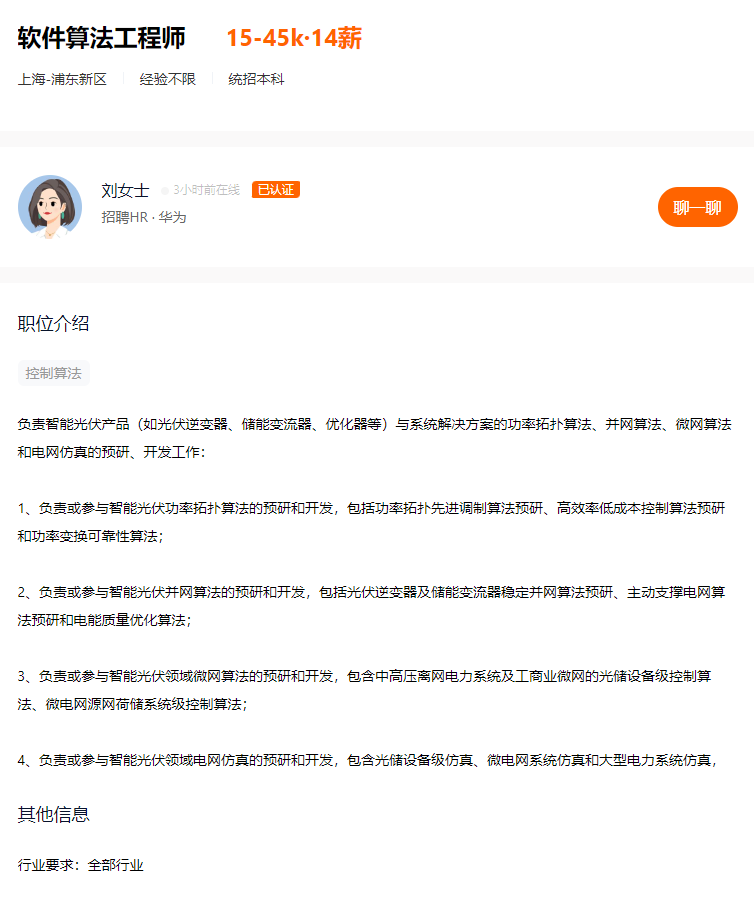 软件算法工程师 15-45k·14薪
上海-浦东新区 经验不限 统招本科
刘女士 3小时前在线 已认证
招聘HR · 华为
聊一聊
职位介绍
控制算法
负责智能光伏产品（如光伏逆变器、储能变流器、优化器等）与系统解决方案的功率拓扑算法、并网算法、微网算法
和电网仿真的预研、开发工作：
1、负责或参与智能光伏功率拓扑算法的预研和开发，包括功率拓扑先进调制算法预研、高效率低成本控制算法预研
和功率变换可靠性算法；
2、负责或参与智能光伏并网算法的预研和开发，包括光伏逆变器及储能变流器稳定并网算法预研、主动支撑电网算
法预研和电能质量优化算法；
3、负责或参与智能光伏领域微网算法的预研和开发，包含中高压离网电力系统及工商业微网的光储设备级控制算
法、微电网源网荷储系统级控制算法；
4、负责或参与智能光伏领域电网仿真的预研和开发，包含光储设备级仿真、微电网系统仿真和大型电力系统仿真，
其他信息
行业要求：全部行业